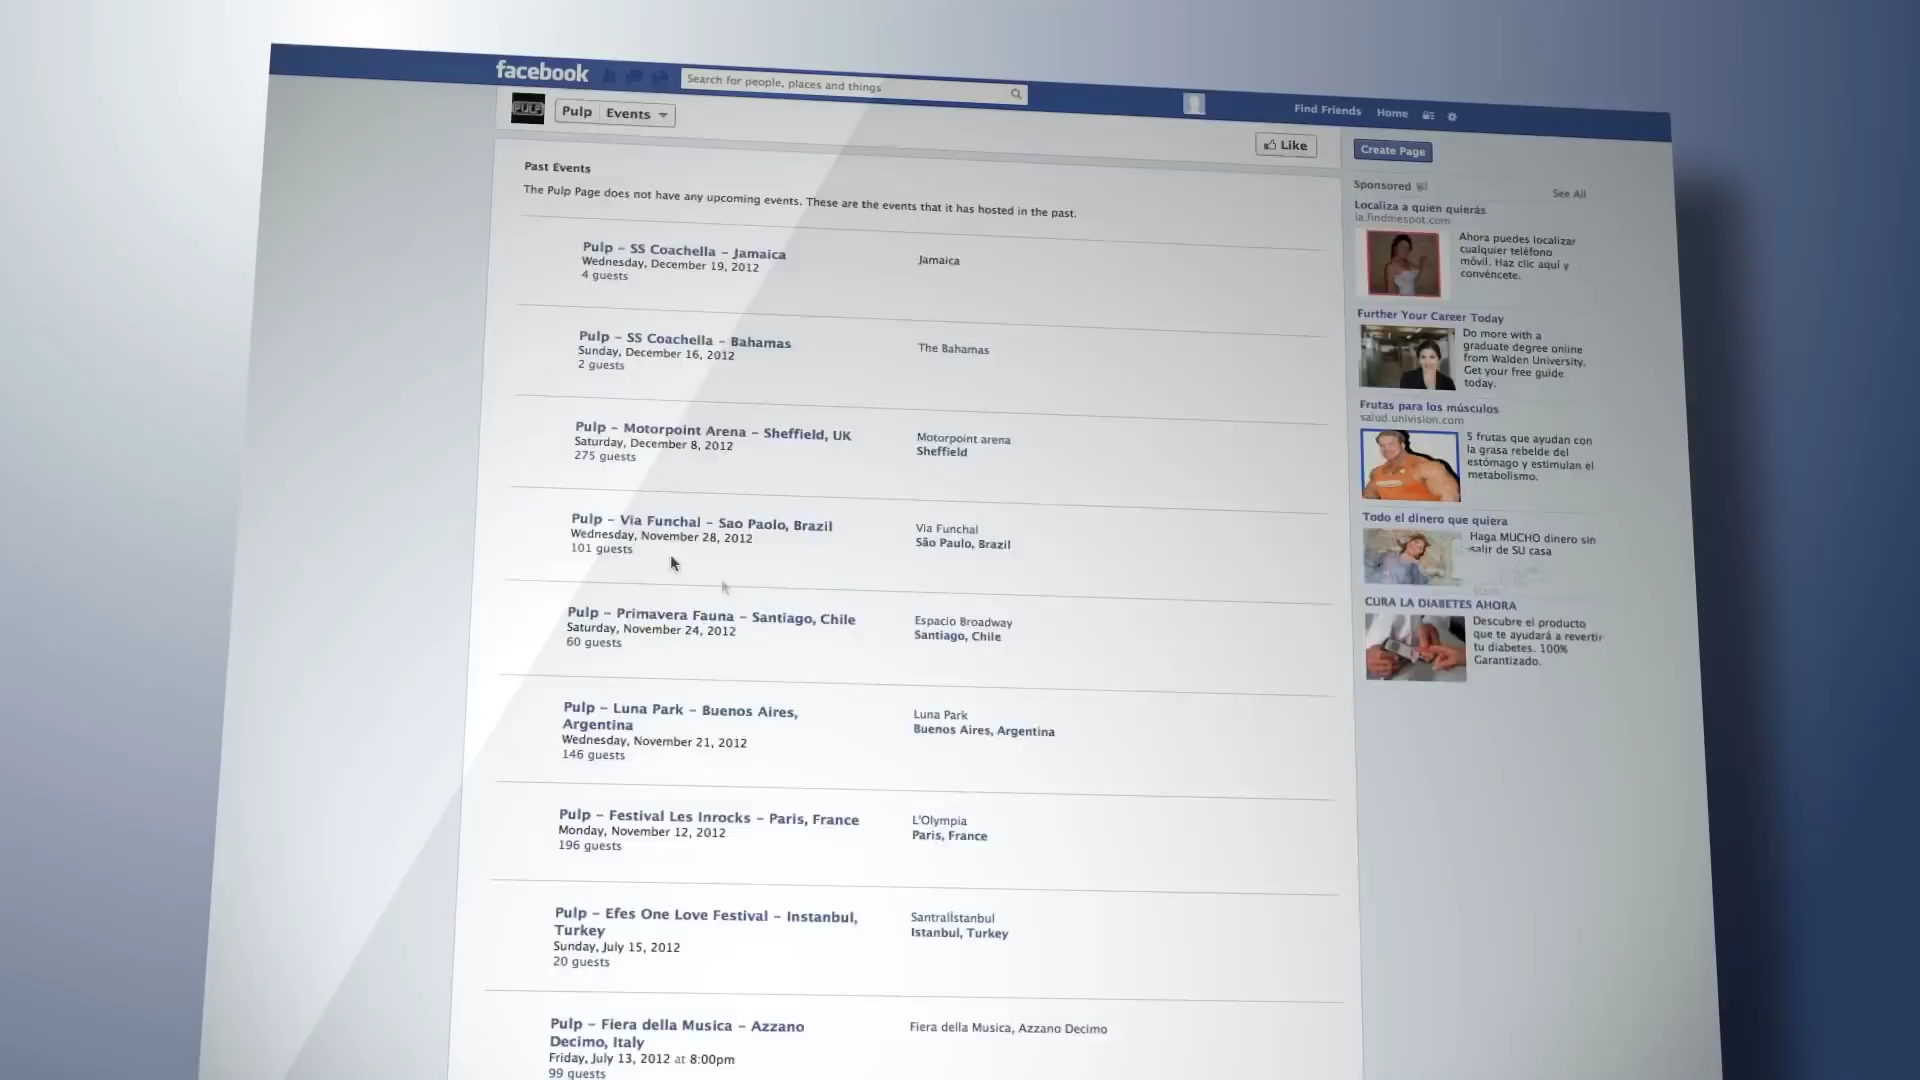 facebook
Search for people, places and things
Find Friends
Home
PULP
Pulp
Events
Like
Create Page
Past Events
The Pulp Page does not have any upcoming events. These are the events that it has hosted in the past.
Pulp – SS Coachella – Jamaica
Wednesday, December 19, 2012
4 guests
Jamaica
Pulp – SS Coachella – Bahamas
Sunday, December 16, 2012
2 guests
The Bahamas
Pulp – Motorpoint Arena – Sheffield, UK
Saturday, December 8, 2012
275 guests
Motorpoint arena
Sheffield
Pulp – Via Funchal – Sao Paolo, Brazil
Wednesday, November 28, 2012
101 guests
Via Funchal
São Paulo, Brazil
Pulp – Primavera Fauna – Santiago, Chile
Saturday, November 24, 2012
60 guests
Espacio Broadway
Santiago, Chile
Pulp – Luna Park – Buenos Aires,
Argentina
Wednesday, November 21, 2012
146 guests
Luna Park
Buenos Aires, Argentina
Pulp – Festival Les Inrocks – Paris, France
Monday, November 12, 2012
196 guests
L'Olympia
Paris, France
Pulp – Efes One Love Festival – Instanbul,
Turkey
Sunday, July 15, 2012
20 guests
Santralİstanbul
Istanbul, Turkey
Pulp – Fiera della Musica – Azzano
Decimo, Italy
Friday, July 13, 2012 at 8:00pm
99 guests
Fiera della Musica, Azzano Decimo
Sponsored
See All
Localiza a quien quierás
la.findmespot.com
Ahora puedes localizar
cualquier teléfono
móvil. Haz clic aquí y
convéncete.
Further Your Career Today
Do more with a
graduate degree online
from Walden University.
Get your free guide
today.
Frutas para los músculos
salud.univision.com
5 frutas que ayudan con
la grasa rebelde del
estómago y estimulan el
metabolismo.
Todo el dinero que quiera
Haga MUCHO dinero sin
salir de SU casa
CURA LA DIABETES AHORA
Descubre el producto
que te ayudará a revertir
tu diabetes. 100%
Garantizado.